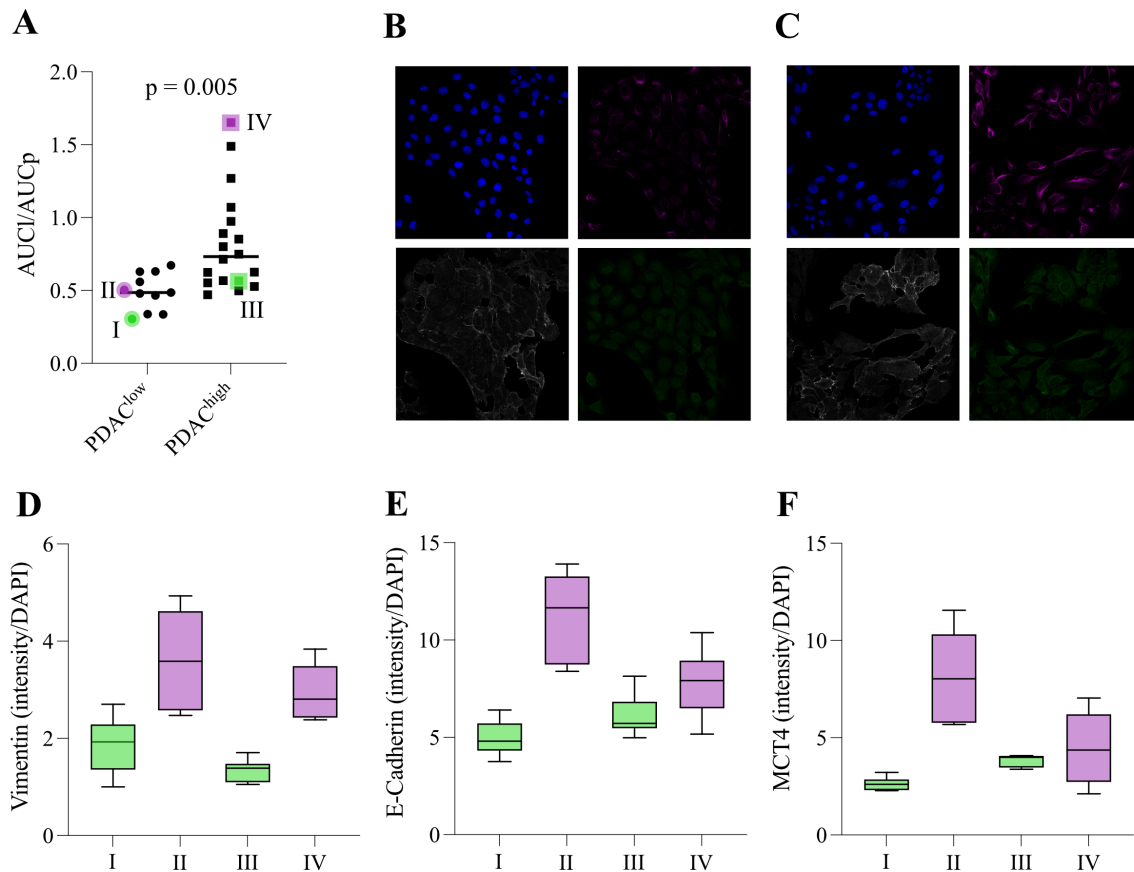 A
B
C
AUCl/AUCp
2.0
1.5
1.0
0.5
0.0
p = 0.005
IV
II
I
III
PDAClow
PDAChigh
D
E
F
Vimentin (intensity/DAPI)
6
4
2
0
I
II
III
IV
E-Cadherin (intensity/DAPI)
15
10
5
0
I
II
III
IV
MCT4 (intensity/DAPI)
15
10
5
0
I
II
III
IV